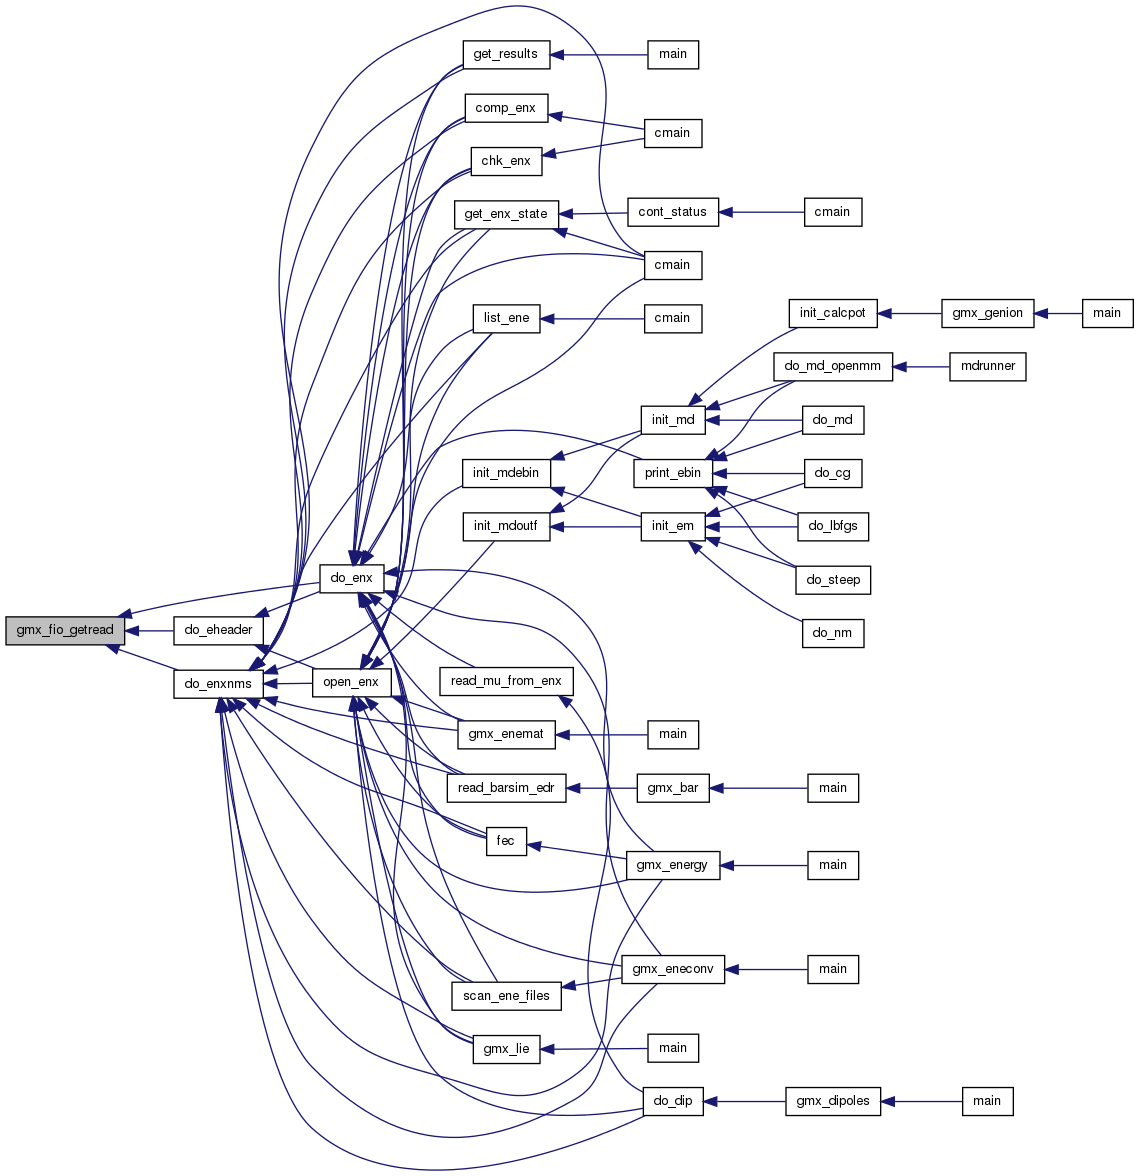 get_results
main
comp_enx
cmain
chk_enx
get_enx_state
cont_status
cmain
cmain
list_ene
cmain
init_calcpot
gmx_genion
main
do_md_openmm
mdrunner
init_md
do_md
init_mdebin
print_ebin
do_cg
init_mdoutf
init_em
do_lbfgs
do_enx
do_steep
gmx_fio_getread
do_eheader
do_nm
do_enxnms
open_enx
read_mu_from_enx
gmx_enemat
main
read_barsim_edr
gmx_bar
main
fec
gmx_energy
main
gmx_eneconv
main
scan_ene_files
gmx_lie
main
do_dip
gmx_dipoles
main